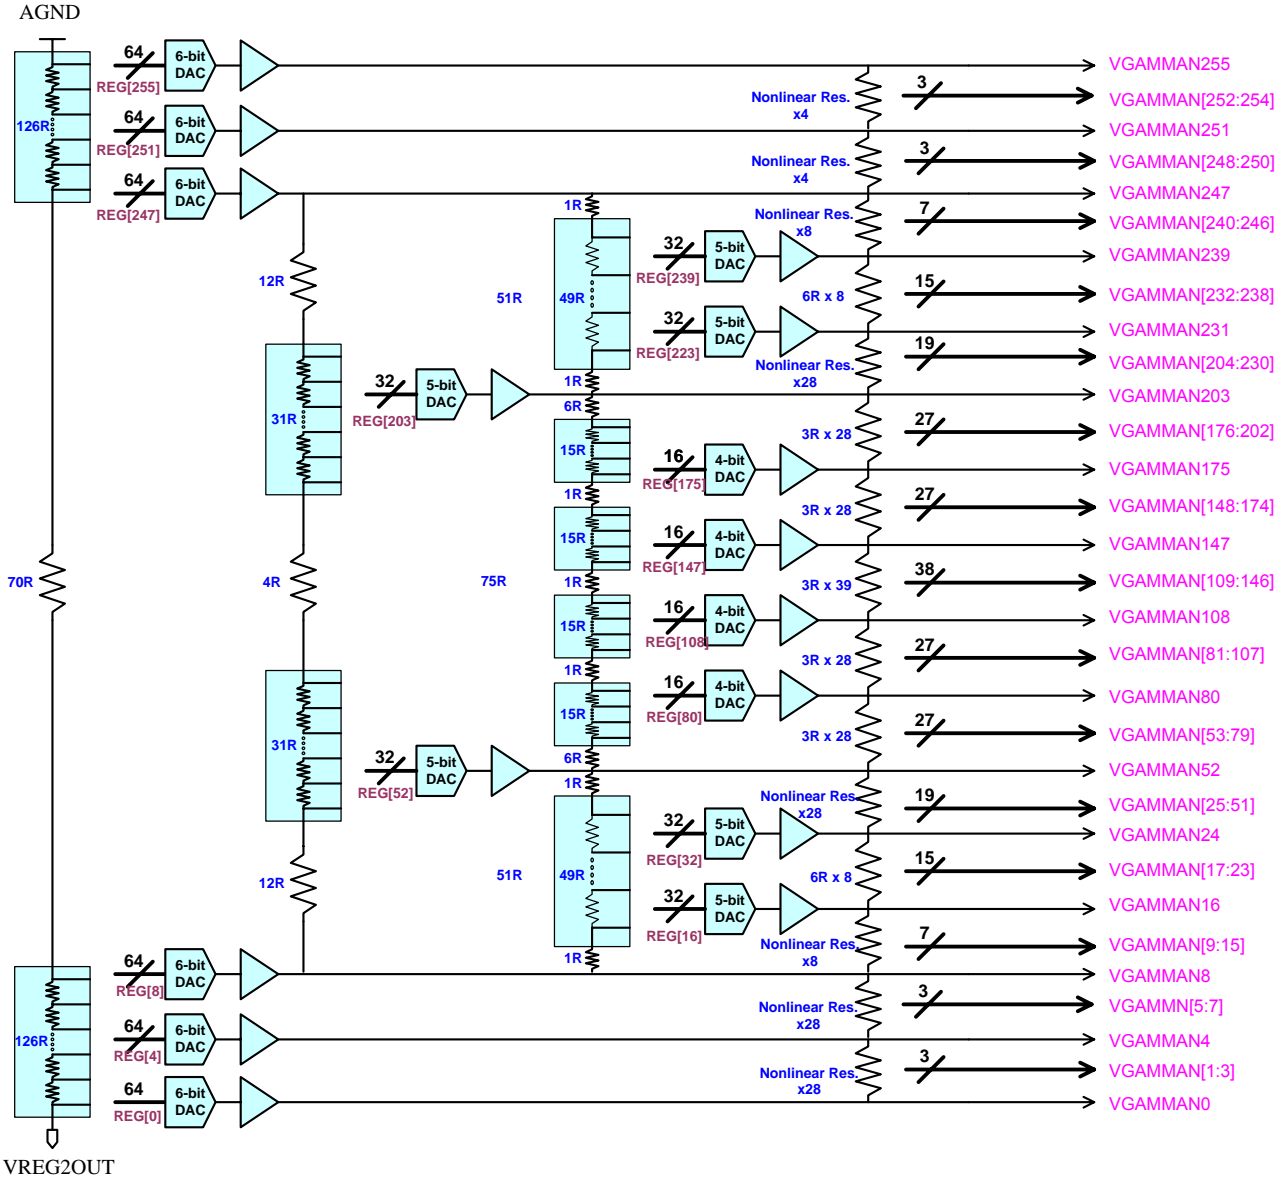 AGND
64
6-bit
DAC
REG[255]
VGAMMAN255
3
Nonlinear Res.
x4
VGAMMAN[252:254]
126R
64
6-bit
DAC
REG[251]
VGAMMAN251
3
Nonlinear Res.
x4
VGAMMAN[248:250]
64
6-bit
DAC
REG[247]
VGAMMAN247
1R
7
Nonlinear Res.
x8
VGAMMAN[240:246]
32
5-bit
DAC
REG[239]
VGAMMAN239
12R
51R
49R
6R x 8
15
VGAMMAN[232:238]
32
5-bit
DAC
REG[223]
VGAMMAN231
19
Nonlinear Res.
x28
VGAMMAN[204:230]
1R
32
5-bit
DAC
REG[203]
VGAMMAN203
6R
31R
3R x 28
27
VGAMMAN[176:202]
15R
16
4-bit
DAC
REG[175]
VGAMMAN175
1R
3R x 28
27
VGAMMAN[148:174]
15R
16
4-bit
DAC
REG[147]
VGAMMAN147
70R
4R
75R
1R
3R x 39
38
VGAMMAN[109:146]
15R
16
4-bit
DAC
REG[108]
VGAMMAN108
1R
3R x 28
27
VGAMMAN[81:107]
15R
16
4-bit
DAC
REG[80]
VGAMMAN80
31R
6R
3R x 28
27
VGAMMAN[53:79]
32
5-bit
DAC
REG[52]
VGAMMAN52
1R
Nonlinear Res.
x28
19
VGAMMAN[25:51]
32
5-bit
DAC
REG[32]
VGAMMAN24
12R
51R
49R
6R x 8
15
VGAMMAN[17:23]
32
5-bit
DAC
REG[16]
VGAMMAN16
1R
Nonlinear Res.
x8
7
VGAMMAN[9:15]
64
6-bit
DAC
REG[8]
VGAMMAN8
3
Nonlinear Res.
x28
VGAMMN[5:7]
126R
64
6-bit
DAC
REG[4]
VGAMMAN4
3
Nonlinear Res.
x28
VGAMMAN[1:3]
64
6-bit
DAC
REG[0]
VGAMMAN0
VREG2OUT